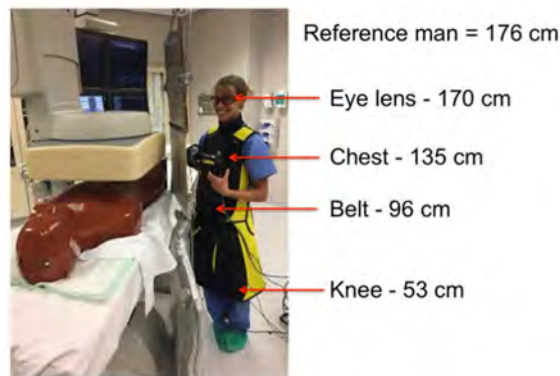 Reference man = 176 cm
Eye lens - 170 cm
Chest - 135 cm
Belt - 96 cm
Knee - 53 cm